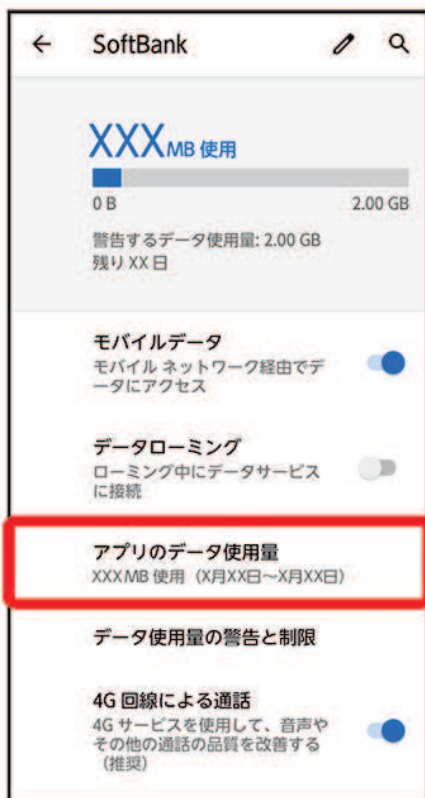 SoftBank
XXXMB 使用
0 B 2.00 GB
警告するデータ使用量: 2.00 GB
残り XX 日
モバイルデータ
モバイル ネットワーク経由でデ
ータにアクセス
データローミング
ローミング中にデータサービス
に接続
アプリのデータ使用量
XXX MB 使用（X月XX日～X月XX日）
データ使用量の警告と制限
4G 回線による通話
4G サービスを使用して、音声や
その他の通話の品質を改善する
（推奨）